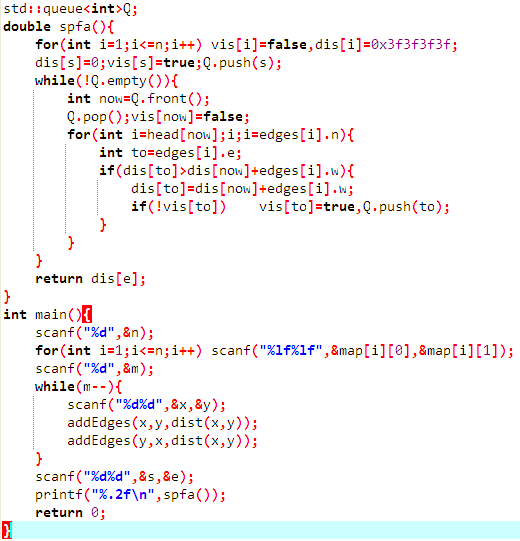 std::queue<int>Q;
double spfa(){
    for(int i=1;i<=n;i++) vis[i]=false,dis[i]=0x3f3f3f3f;
    dis[s]=0;vis[s]=true;Q.push(s);
    while(!Q.empty()){
        int now=Q.front();
        Q.pop();vis[now]=false;
        for(int i=head[now];i;i=edges[i].n){
            int to=edges[i].e;
            if(dis[to]>dis[now]+edges[i].w){
                dis[to]=dis[now]+edges[i].w;
                if(!vis[to])    vis[to]=true,Q.push(to);
            }
        }
    }
    return dis[e];
}
int main(){
    scanf("%d",&n);
    for(int i=1;i<=n;i++) scanf("%lf%lf",&map[i][0],&map[i][1]);
    scanf("%d",&m);
    while(m--){
        scanf("%d%d",&x,&y);
        addEdges(x,y,dist(x,y));
        addEdges(y,x,dist(x,y));
    }
    scanf("%d%d",&s,&e);
    printf("%.2f\n",spfa());
    return 0;
}